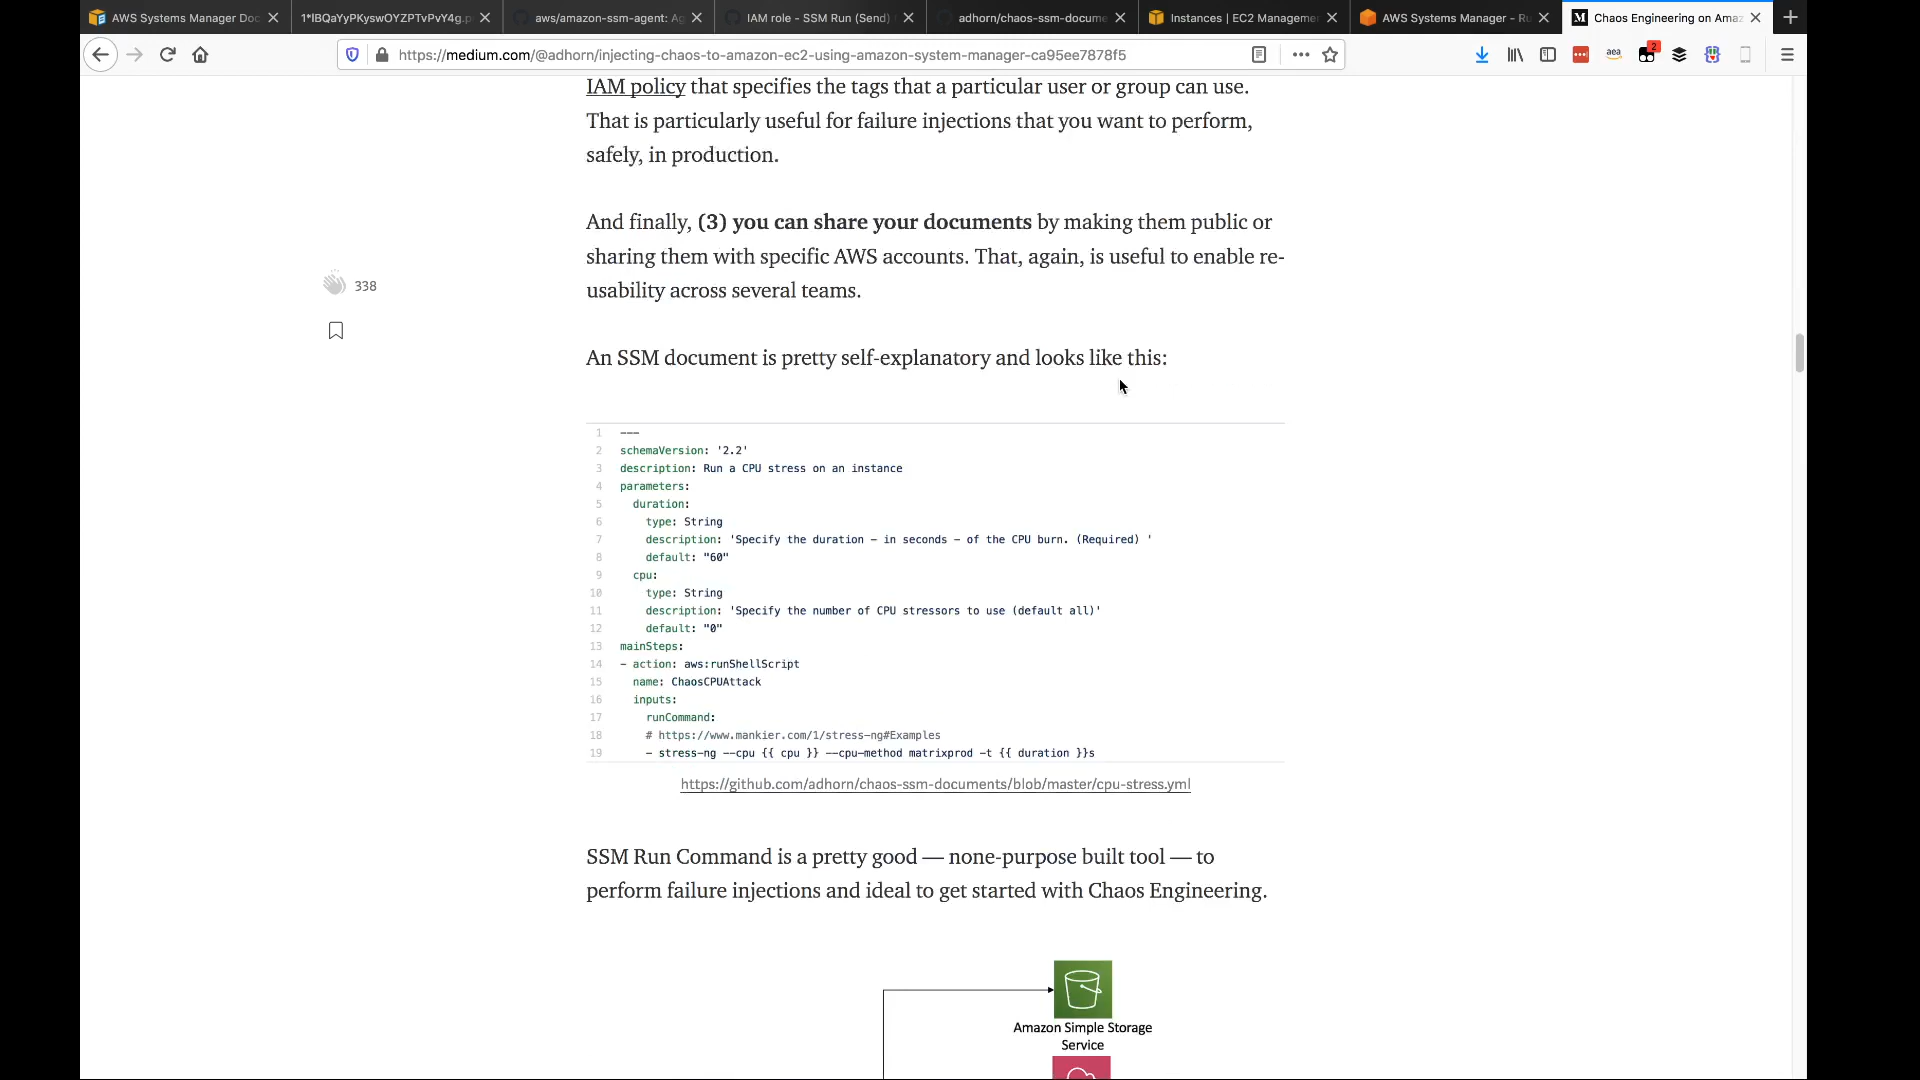 AWS Systems Manager Doc
1*IBQaYyPKyswOYZPTvPvY4g.p
aws/amazon-ssm-agent: Ag
IAM role - SSM Run (Send)
adhorn/chaos-ssm-docume
Instances | EC2 Managemen
AWS Systems Manager - Ru
Chaos Engineering on Amaz
https://medium.com/@adhorn/injecting-chaos-to-amazon-ec2-using-amazon-system-manager-ca95ee7878f5
aea
2
IAM policy that specifies the tags that a particular user or group can use.
That is particularly useful for failure injections that you want to perform,
safely, in production.
And finally, (3) you can share your documents by making them public or
sharing them with specific AWS accounts. That, again, is useful to enable re-
usability across several teams.
338
An SSM document is pretty self-explanatory and looks like this:
1 ---
2 schemaVersion: '2.2'
3 description: Run a CPU stress on an instance
4 parameters:
5 duration:
6 type: String
7 description: 'Specify the duration - in seconds - of the CPU burn. (Required) '
8 default: "60"
9 cpu:
10 type: String
11 description: 'Specify the number of CPU stressors to use (default all)'
12 default: "0"
13 mainSteps:
14 - action: aws:runShellScript
15 name: ChaosCPUAttack
16 inputs:
17 runCommand:
18 # https://www.mankier.com/1/stress-ng#Examples
19 - stress-ng --cpu {{ cpu }} --cpu-method matrixprod -t {{ duration }}s
https://github.com/adhorn/chaos-ssm-documents/blob/master/cpu-stress.yml
SSM Run Command is a pretty good — none-purpose built tool — to
perform failure injections and ideal to get started with Chaos Engineering.
Amazon Simple Storage
Service